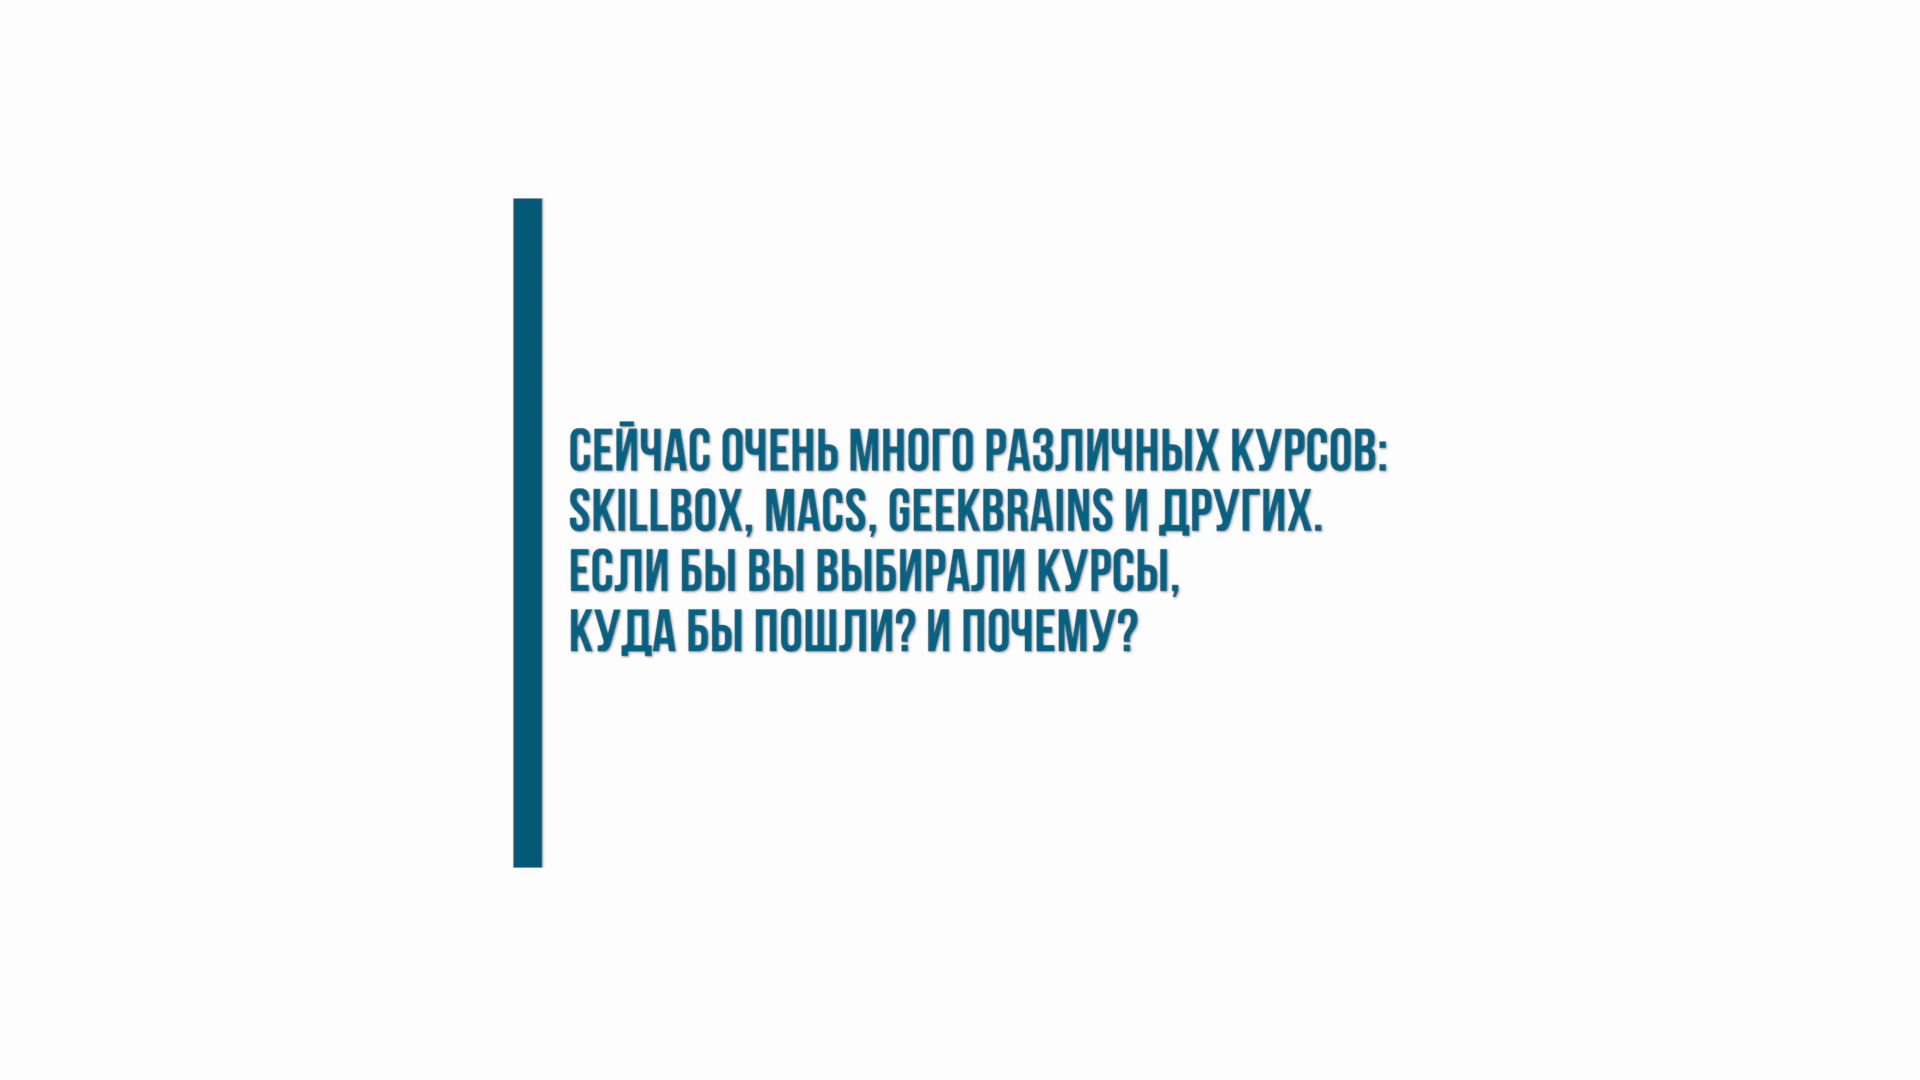 СЕЙЧАС ОЧЕНЬ МНОГО РАЗЛИЧНЫХ КУРСОВ:
SKILLBOX, MACS, GEEKBRAINS И ДРУГИХ.
ЕСЛИ БЫ ВЫ ВЫБИРАЛИ КУРСЫ,
КУДА БЫ ПОШЛИ? И ПОЧЕМУ?